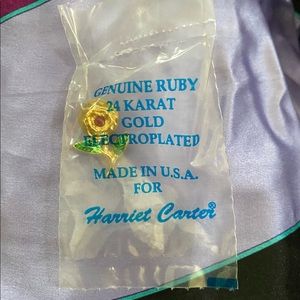 GENUINE RUBY
24 KARAT
GOLD
ELECTROPLATED
MADE IN U.S.A.
FOR
Harriet Carter®